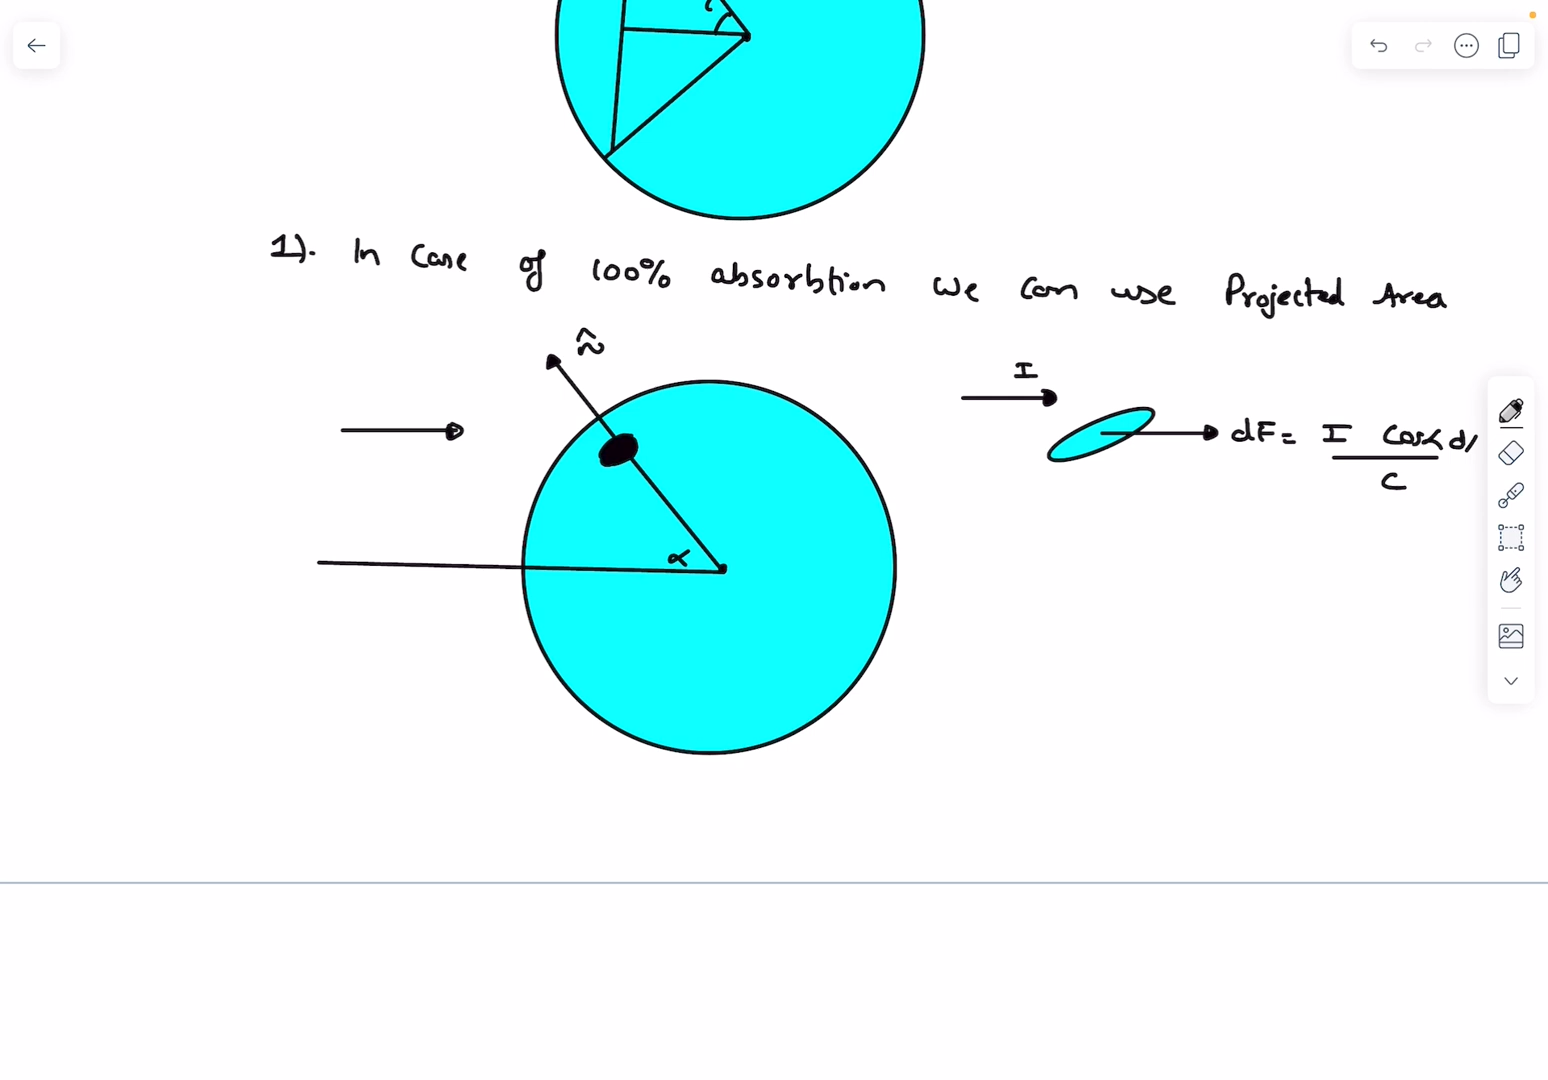 1). In Case of 100% absorbtion we can use Projected Area
n̂
I
dF = I cosα d
c
α